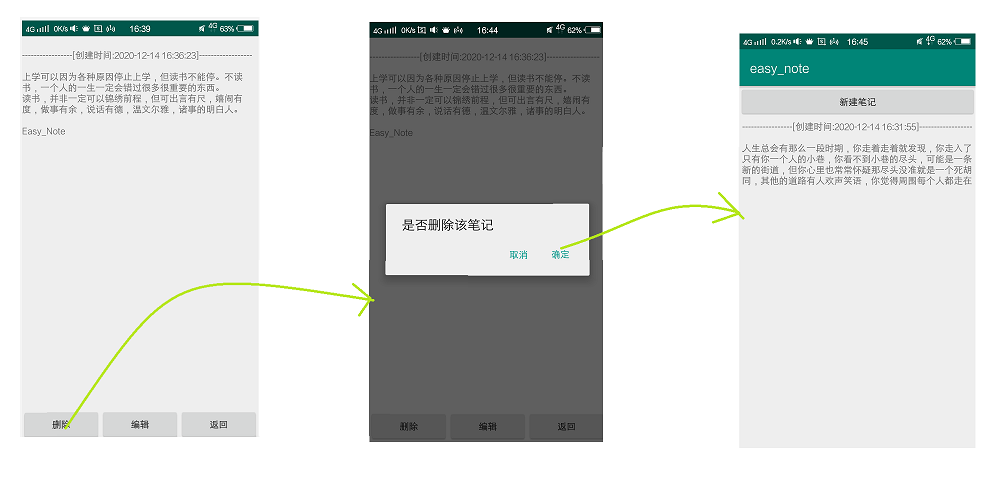 4G 0K/s 16:39 4G 63%
-----------------[创建时间:2020-12-14 16:36:23]------------------
上学可以因为各种原因停止上学，但读书不能停。不读
书，一个人的一生一定会错过很多很重要的东西。
读书，并非一定可以锦绣前程，但可出言有尺，嬉闹有
度，做事有余，说话有德，温文尔雅，诸事的明白人。
Easy_Note
删除
编辑
返回
4G 0K/s 16:44 4G 62%
-----------------[创建时间:2020-12-14 16:36:23]------------------
上学可以因为各种原因停止上学，但读书不能停。不读
书，一个人的一生一定会错过很多很重要的东西。
读书，并非一定可以锦绣前程，但可出言有尺，嬉闹有
度，做事有余，说话有德，温文尔雅，诸事的明白人。
Easy_Note
是否删除该笔记
取消
确定
删除
编辑
返回
4G 0.2K/s 16:45 4G 62%
easy_note
新建笔记
-----------------[创建时间:2020-12-14 16:31:55]------------------
人生总会有那么一段时期，你走着走着就发现，你走入了
只有你一个人的小巷，你看不到小巷的尽头，可能是一条
新的街道，但你心里也常常怀疑那尽头没准就是一个死胡
同，其他的道路有人欢声笑语，你觉得周围每个人都走在